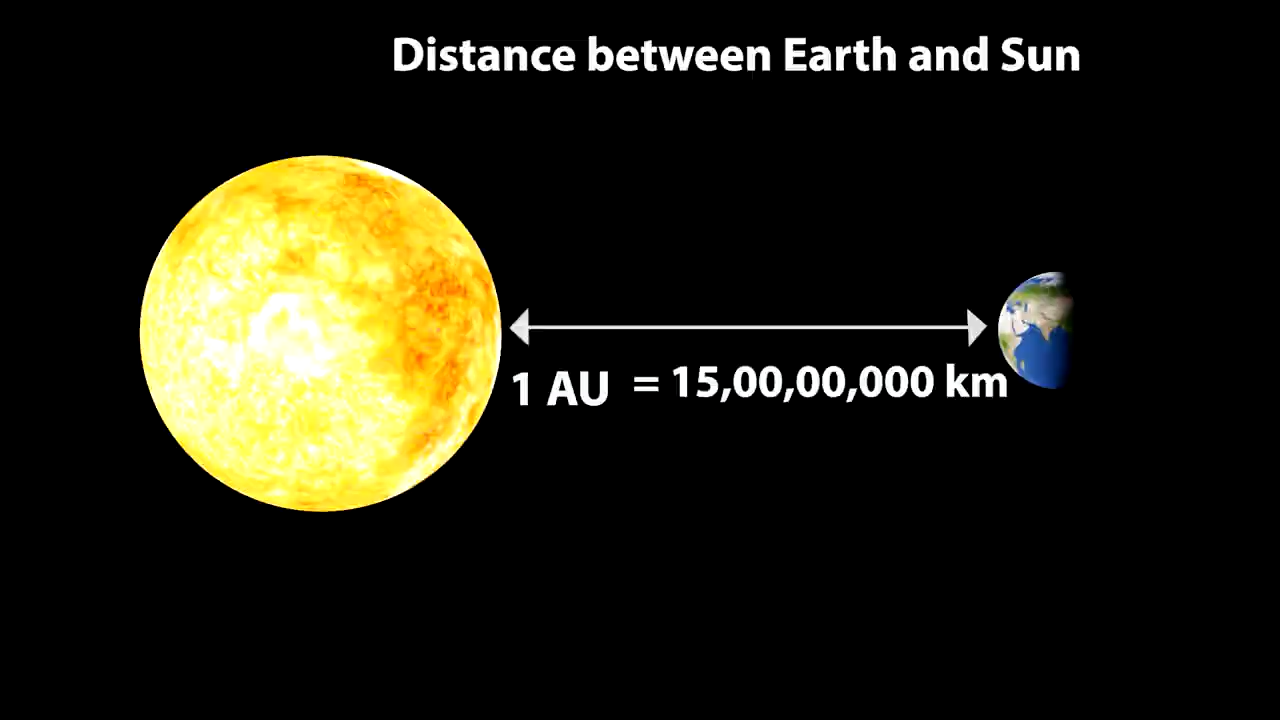 Distance between Earth and Sun
1 AU = 15,00,00,000 km